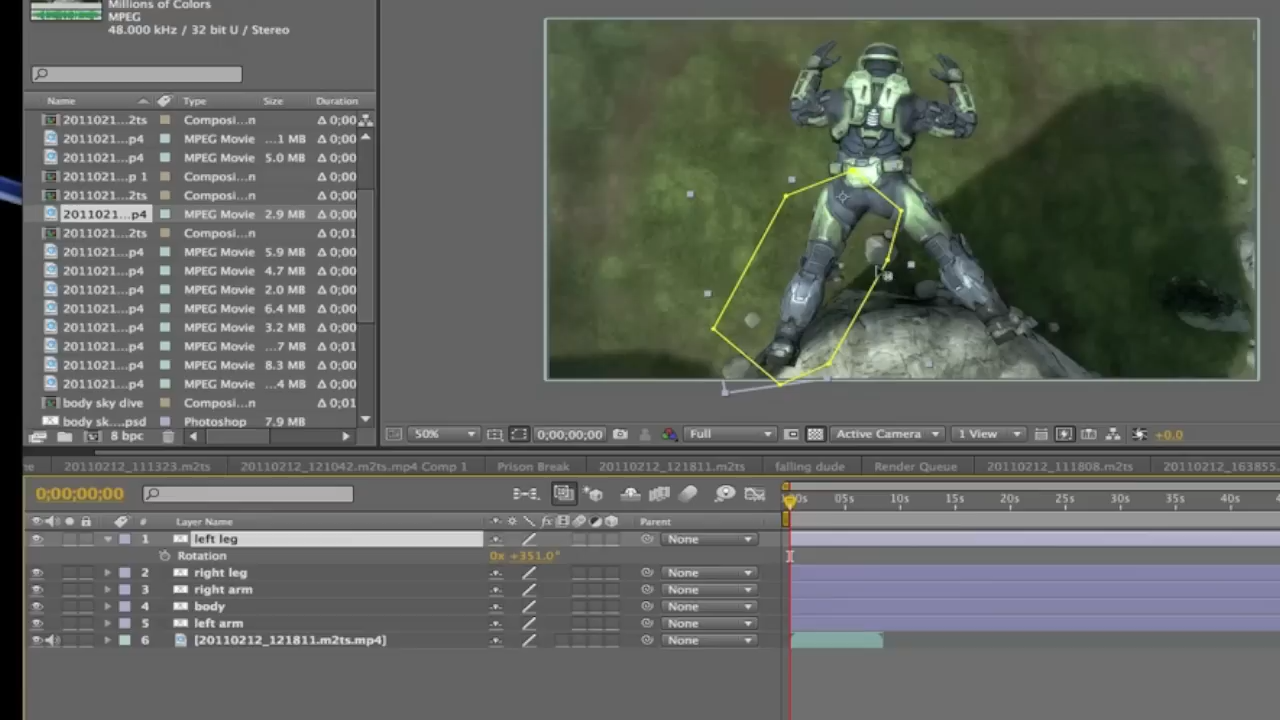 Millions of Colors
MPEG
48.000 kHz / 32 bit U / Stereo
Name Type Size Duration
2011021...2ts Composi...n Δ 0;00
2011021...p4 MPEG Movie ...1 MB Δ 0;00
2011021...p4 MPEG Movie 5.0 MB Δ 0;00
2011021...p 1 Composi...n Δ 0;00
2011021...2ts Composi...n Δ 0;00
2011021...p4 MPEG Movie 2.9 MB Δ 0;00
2011021...2ts Composi...n Δ 0;01
2011021...p4 MPEG Movie 5.9 MB Δ 0;00
2011021...p4 MPEG Movie 4.7 MB Δ 0;00
2011021...p4 MPEG Movie 2.0 MB Δ 0;00
2011021...p4 MPEG Movie 6.4 MB Δ 0;00
2011021...p4 MPEG Movie 3.2 MB Δ 0;00
2011021...p4 MPEG Movie ...7 MB Δ 0;01
2011021...p4 MPEG Movie 8.3 MB Δ 0;00
2011021...p4 MPEG Movie ...4 MB Δ 0;00
body sky dive Composi...n Δ 0;01
body sk....psd Photoshop 7.9 MB
8 bpc
50% 0;00;00;00 Full Active Camera 1 View +0.0
20110212_111323.m2ts 20110212_121042.m2ts.mp4 Comp 1 Prison Break 20110212_121811.m2ts falling dude Render Queue 20110212_111808.m2ts 20110212_163855
0;00;00;00 05s 10s 15s 20s 25s 30s 35s 40s
# Layer Name fx Parent
1 left leg None
Rotation 0x +351.0°
2 right leg None
3 right arm None
4 body None
5 left arm None
6 [20110212_121811.m2ts.mp4] None